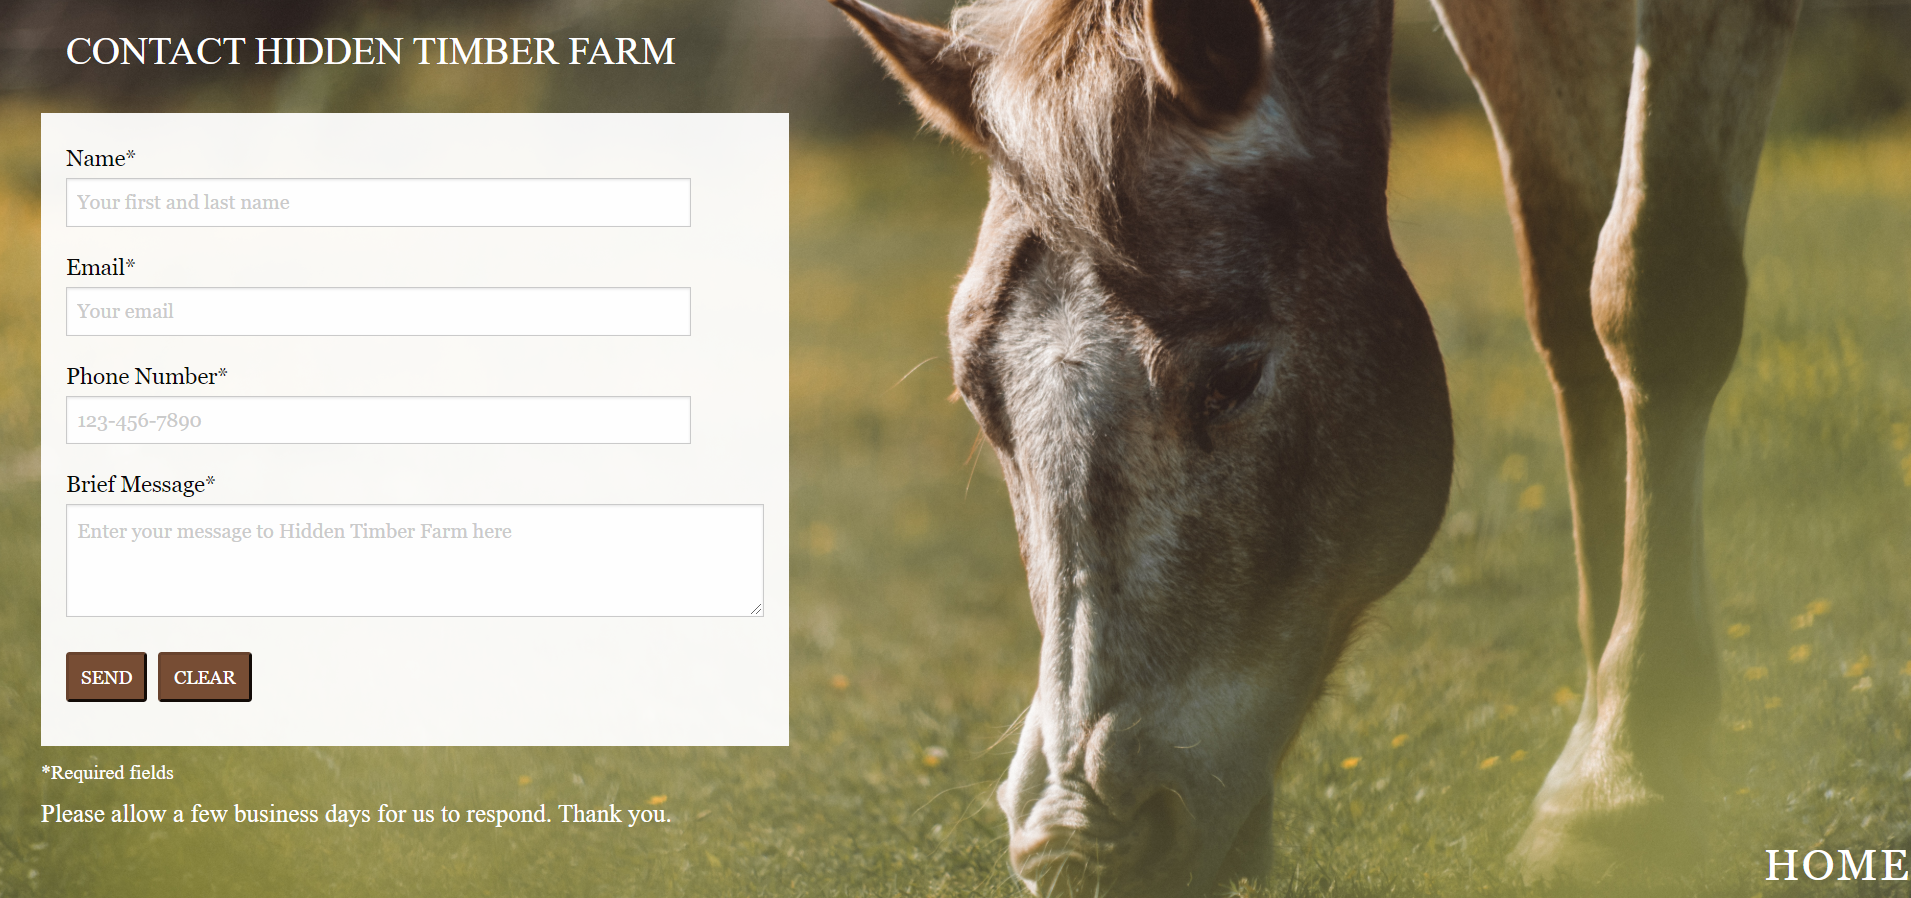 CONTACT HIDDEN TIMBER FARM
Name*
Your first and last name
Email*
Your email
Phone Number*
123-456-7890
Brief Message*
Enter your message to Hidden Timber Farm here
SEND CLEAR
*Required fields
Please allow a few business days for us to respond. Thank you.
HOME